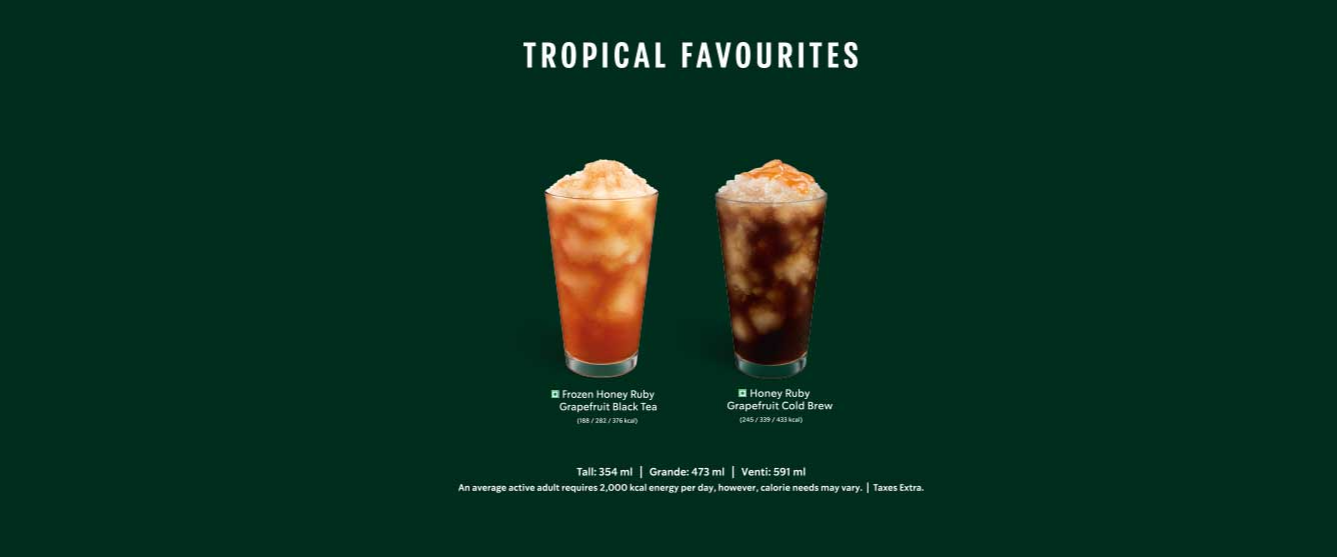 TROPICAL FAVOURITES
Frozen Honey Ruby
Grapefruit Black Tea
(188 / 282 / 376 kcal)
Honey Ruby
Grapefruit Cold Brew
(245 / 339 / 433 kcal)
Tall: 354 ml | Grande: 473 ml | Venti: 591 ml
An average active adult requires 2,000 kcal energy per day, however, calorie needs may vary. | Taxes Extra.